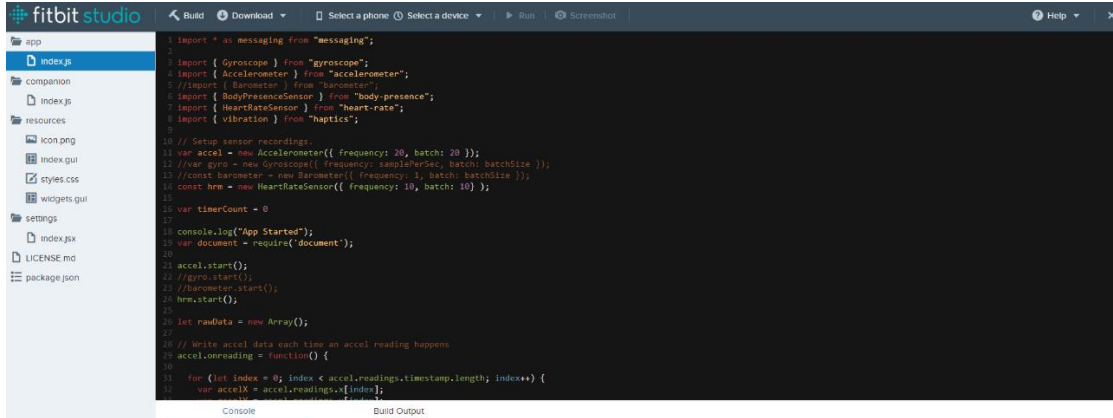 fitbit studio
Build Download Select a phone Select a device Run Screenshot Help
app
index.js
companion
index.js
resources
icon.png
index.gui
styles.css
widgets.gui
settings
index.jsx
LICENSE.md
package.json
1 import * as messaging from "messaging";
2
3 import { Gyroscope } from "gyroscope";
4 import { Accelerometer } from "accelerometer";
5 //import { Barometer } from "barometer";
6 import { BodyPresenceSensor } from "body-presence";
7 import { HeartRateSensor } from "heart-rate";
8 import { vibration } from "haptics";
9
10 // Setup sensor recordings.
11 var accel = new Accelerometer({ frequency: 20, batch: 20 });
12 //var gyro = new Gyroscope({ frequency: samplePerSec, batch: batchSize });
13 //const barometer = new Barometer({ frequency: 1, batch: batchSize });
14 const hrm = new HeartRateSensor({ frequency: 10, batch: 10} );
15
16 var timerCount = 0
17
18 console.log("App Started");
19 var document = require('document');
20
21 accel.start();
22 //gyro.start();
23 //barometer.start();
24 hrm.start();
25
26 let rawData = new Array();
27
28 // Write accel data each time an accel reading happens
29 accel.onreading = function() {
30
31 for (let index = 0; index < accel.readings.timestamp.length; index++) {
32 var accelX = accel.readings.x[index];
Console Build Output